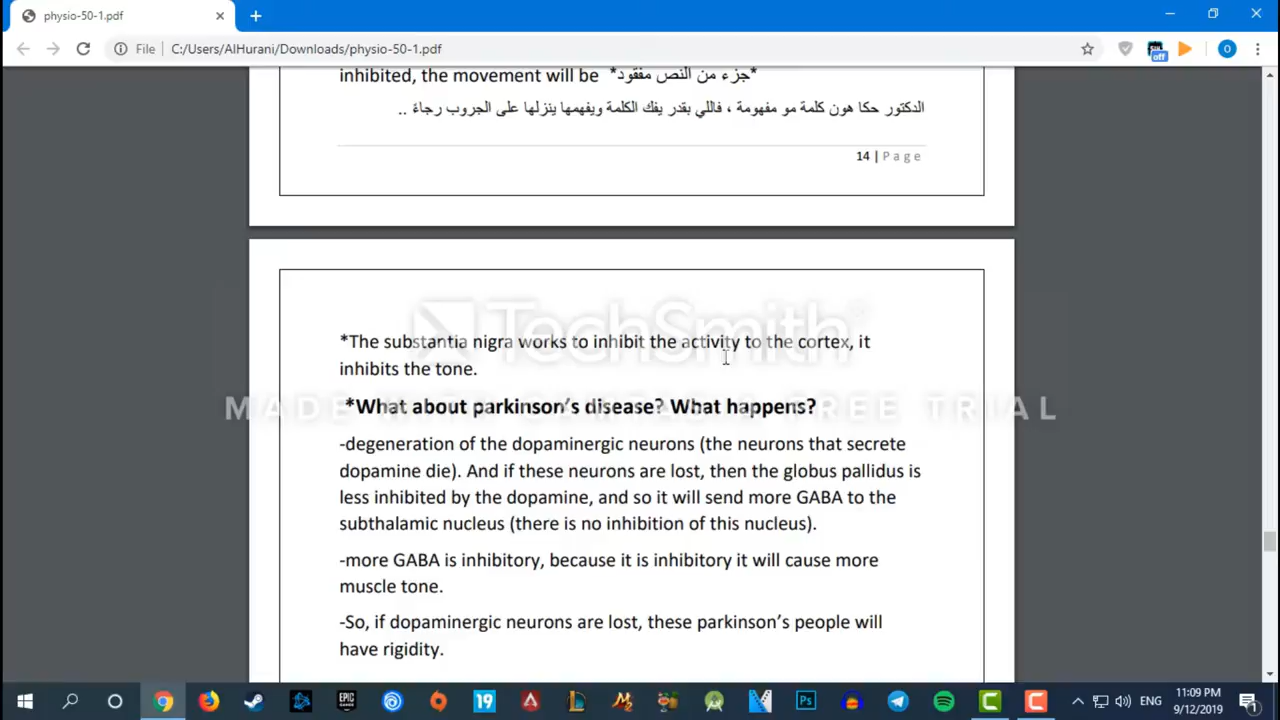 physio-50-1.pdf
File | C:/Users/AlHurani/Downloads/physio-50-1.pdf
off
O
inhibited, the movement will be *جزء من النص مفقود*
الدكتور حكا هون كلمة مو مفهومة ، فاللي بقدر يفك الكلمة ويفهمها ينزلها على الجروب رجاءً ..
14 | Page
*The substantia nigra works to inhibit the activity to the cortex, it
inhibits the tone.
TechSmith
MADE WITH CAMTASIA FREE TRIAL
*What about parkinson's disease? What happens?
-degeneration of the dopaminergic neurons (the neurons that secrete
dopamine die). And if these neurons are lost, then the globus pallidus is
less inhibited by the dopamine, and so it will send more GABA to the
subthalamic nucleus (there is no inhibition of this nucleus).
-more GABA is inhibitory, because it is inhibitory it will cause more
muscle tone.
-So, if dopaminergic neurons are lost, these parkinson's people will
have rigidity.
EPIC GAMES
19
Ps
ENG
11:09 PM
9/12/2019
1